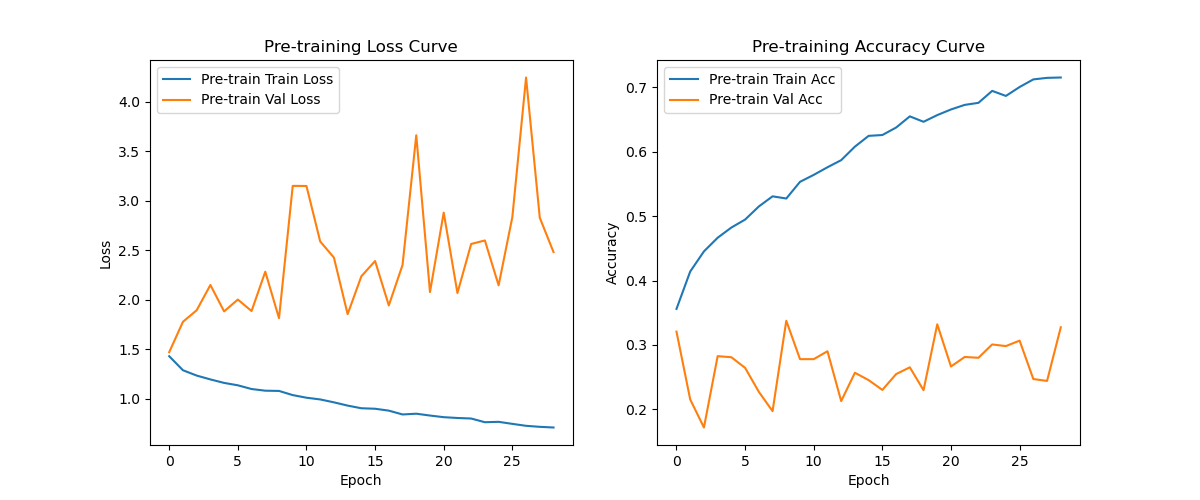 Pre-training Loss Curve
Pre-train Train Loss
Pre-train Val Loss
4.0
3.5
3.0
2.5
2.0
1.5
1.0
Loss
0 5 10 15 20 25
Epoch
Pre-training Accuracy Curve
Pre-train Train Acc
Pre-train Val Acc
0.7
0.6
0.5
0.4
0.3
0.2
Accuracy
0 5 10 15 20 25
Epoch